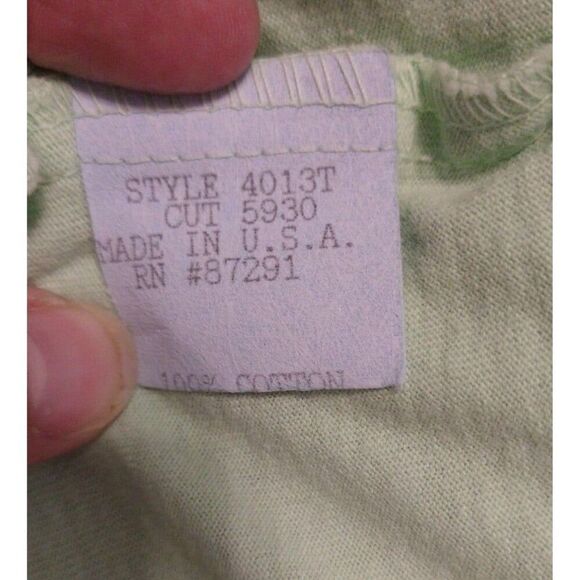 STYLE 4013T
CUT 5930
MADE IN U.S.A.
RN #87291
100% COTTON